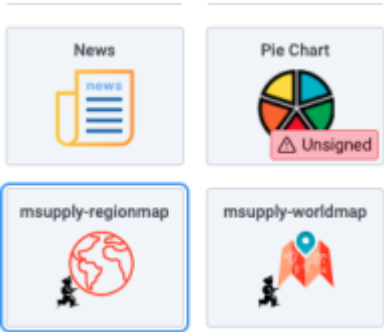 News
news
Pie Chart
Unsigned
msupply-regionmap
msupply-worldmap